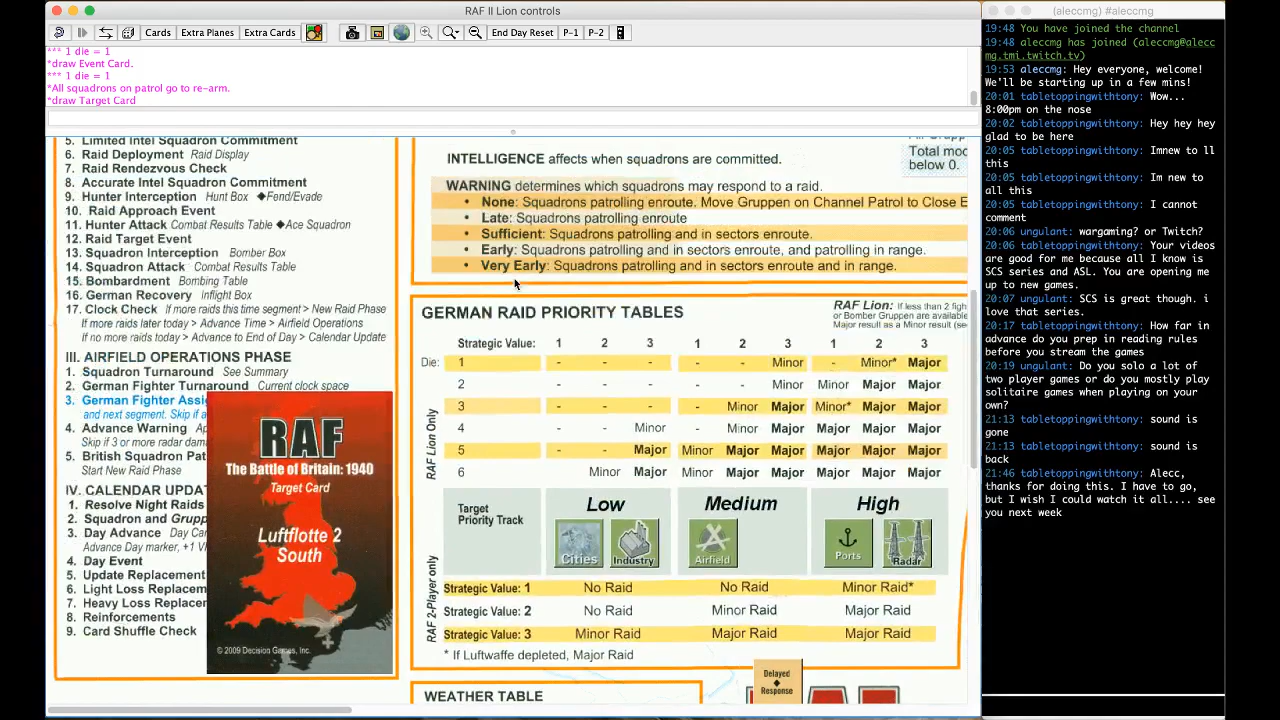 RAF II Lion controls
Cards
Extra Planes
Extra Cards
End Day Reset
P-1
P-2
*** 1 die = 1
*draw Event Card.
*** 1 die = 1
*All squadrons on patrol go to re-arm.
*draw Target Card
5. Limited Intel Squadron Commitment
6. Raid Deployment Raid Display
7. Raid Rendezvous Check
8. Accurate Intel Squadron Commitment
9. Hunter Interception Hunt Box ◆Fend/Evade
10. Raid Approach Event
11. Hunter Attack Combat Results Table ◆Ace Squadron
12. Raid Target Event
13. Squadron Interception Bomber Box
14. Squadron Attack Combat Results Table
15. Bombardment Bombing Table
16. German Recovery Inflight Box
17. Clock Check If more raids this time segment > New Raid Phase
If more raids later today > Advance Time > Airfield Operations
If no more raids today > Advance to End of Day > Calendar Update
III. AIRFIELD OPERATIONS PHASE
1. Squadron Turnaround See Summary
2. German Fighter Turnaround Current clock space
3. German Fighter Assi
and next segment. Skip if a
4. Advance Warning
Skip if 3 or more radar dama
5. British Squadron Pat
Start New Raid Phase
IV. CALENDAR UPDAT
1. Resolve Night Raids
2. Squadron and Grupp
3. Day Advance Day Car
Advance Day marker, +1 V
4. Day Event
5. Update Replacement
6. Light Loss Replacem
7. Heavy Loss Replacer
8. Reinforcements
9. Card Shuffle Check
RAF
The Battle of Britain: 1940
Target Card
Luftflotte 2
South
© 2009 Decision Games, Inc.
Total mod
below 0.
INTELLIGENCE affects when squadrons are committed.
WARNING determines which squadrons may respond to a raid.
• None: Squadrons patrolling enroute. Move Gruppen on Channel Patrol to Close E
• Late: Squadrons patrolling enroute
• Sufficient: Squadrons patrolling and in sectors enroute.
• Early: Squadrons patrolling and in sectors enroute, and patrolling in range.
• Very Early: Squadrons patrolling and in sectors enroute and in range.
GERMAN RAID PRIORITY TABLES
RAF Lion: If less than 2 figh
or Bomber Gruppen are available
Major result as a Minor result (se
Strategic Value: 1 2 3 1 2 3 1 2 3
Die: 1 - - - - - Minor - Minor* Major
2 - - - - - Minor Minor Major Major
3 - - - - Minor Major Minor* Major Major
4 - - Minor - Minor Major Major Major Major
5 - - Major Minor Major Major Major Major Major
6 - Minor Major Minor Major Major Major Major Major
RAF Lion Only
Target
Priority Track
Low
Medium
High
Cities
Industry
Airfield
Ports
Radar
RAF 2-Player only
Strategic Value: 1 No Raid No Raid Minor Raid*
Strategic Value: 2 No Raid Minor Raid Major Raid
Strategic Value: 3 Minor Raid Major Raid Major Raid
* If Luftwaffe depleted, Major Raid
WEATHER TABLE
Delayed
◆
Response
(aleccmg) #aleccmg
19:48 You have joined the channel
19:48 aleccmg has joined (aleccmg@alecc
mg.tmi.twitch.tv)
19:53 aleccmg: Hey everyone, welcome!
We'll be starting up in a few mins!
20:01 tabletoppingwithtony: Wow...
8:00pm on the nose
20:02 tabletoppingwithtony: Hey hey hey
glad to be here
20:05 tabletoppingwithtony: Imnew to ll
this
20:05 tabletoppingwithtony: Im new to
all this
20:05 tabletoppingwithtony: I cannot
comment
20:06 ungulant: wargaming? or Twitch?
20:06 tabletoppingwithtony: Your videos
are good for me because all I know is
SCS series and ASL. You are opening me
up to new games.
20:07 ungulant: SCS is great though. i
love that series.
20:17 tabletoppingwithtony: How far in
advance do you prep in reading rules
before you stream the games
20:19 ungulant: Do you solo a lot of
two player games or do you mostly play
solitaire games when playing on your
own?
21:13 tabletoppingwithtony: sound is
gone
21:13 tabletoppingwithtony: sound is
back
21:46 tabletoppingwithtony: Alecc,
thanks for doing this. I have to go,
but I wish I could watch it all.... see
you next week